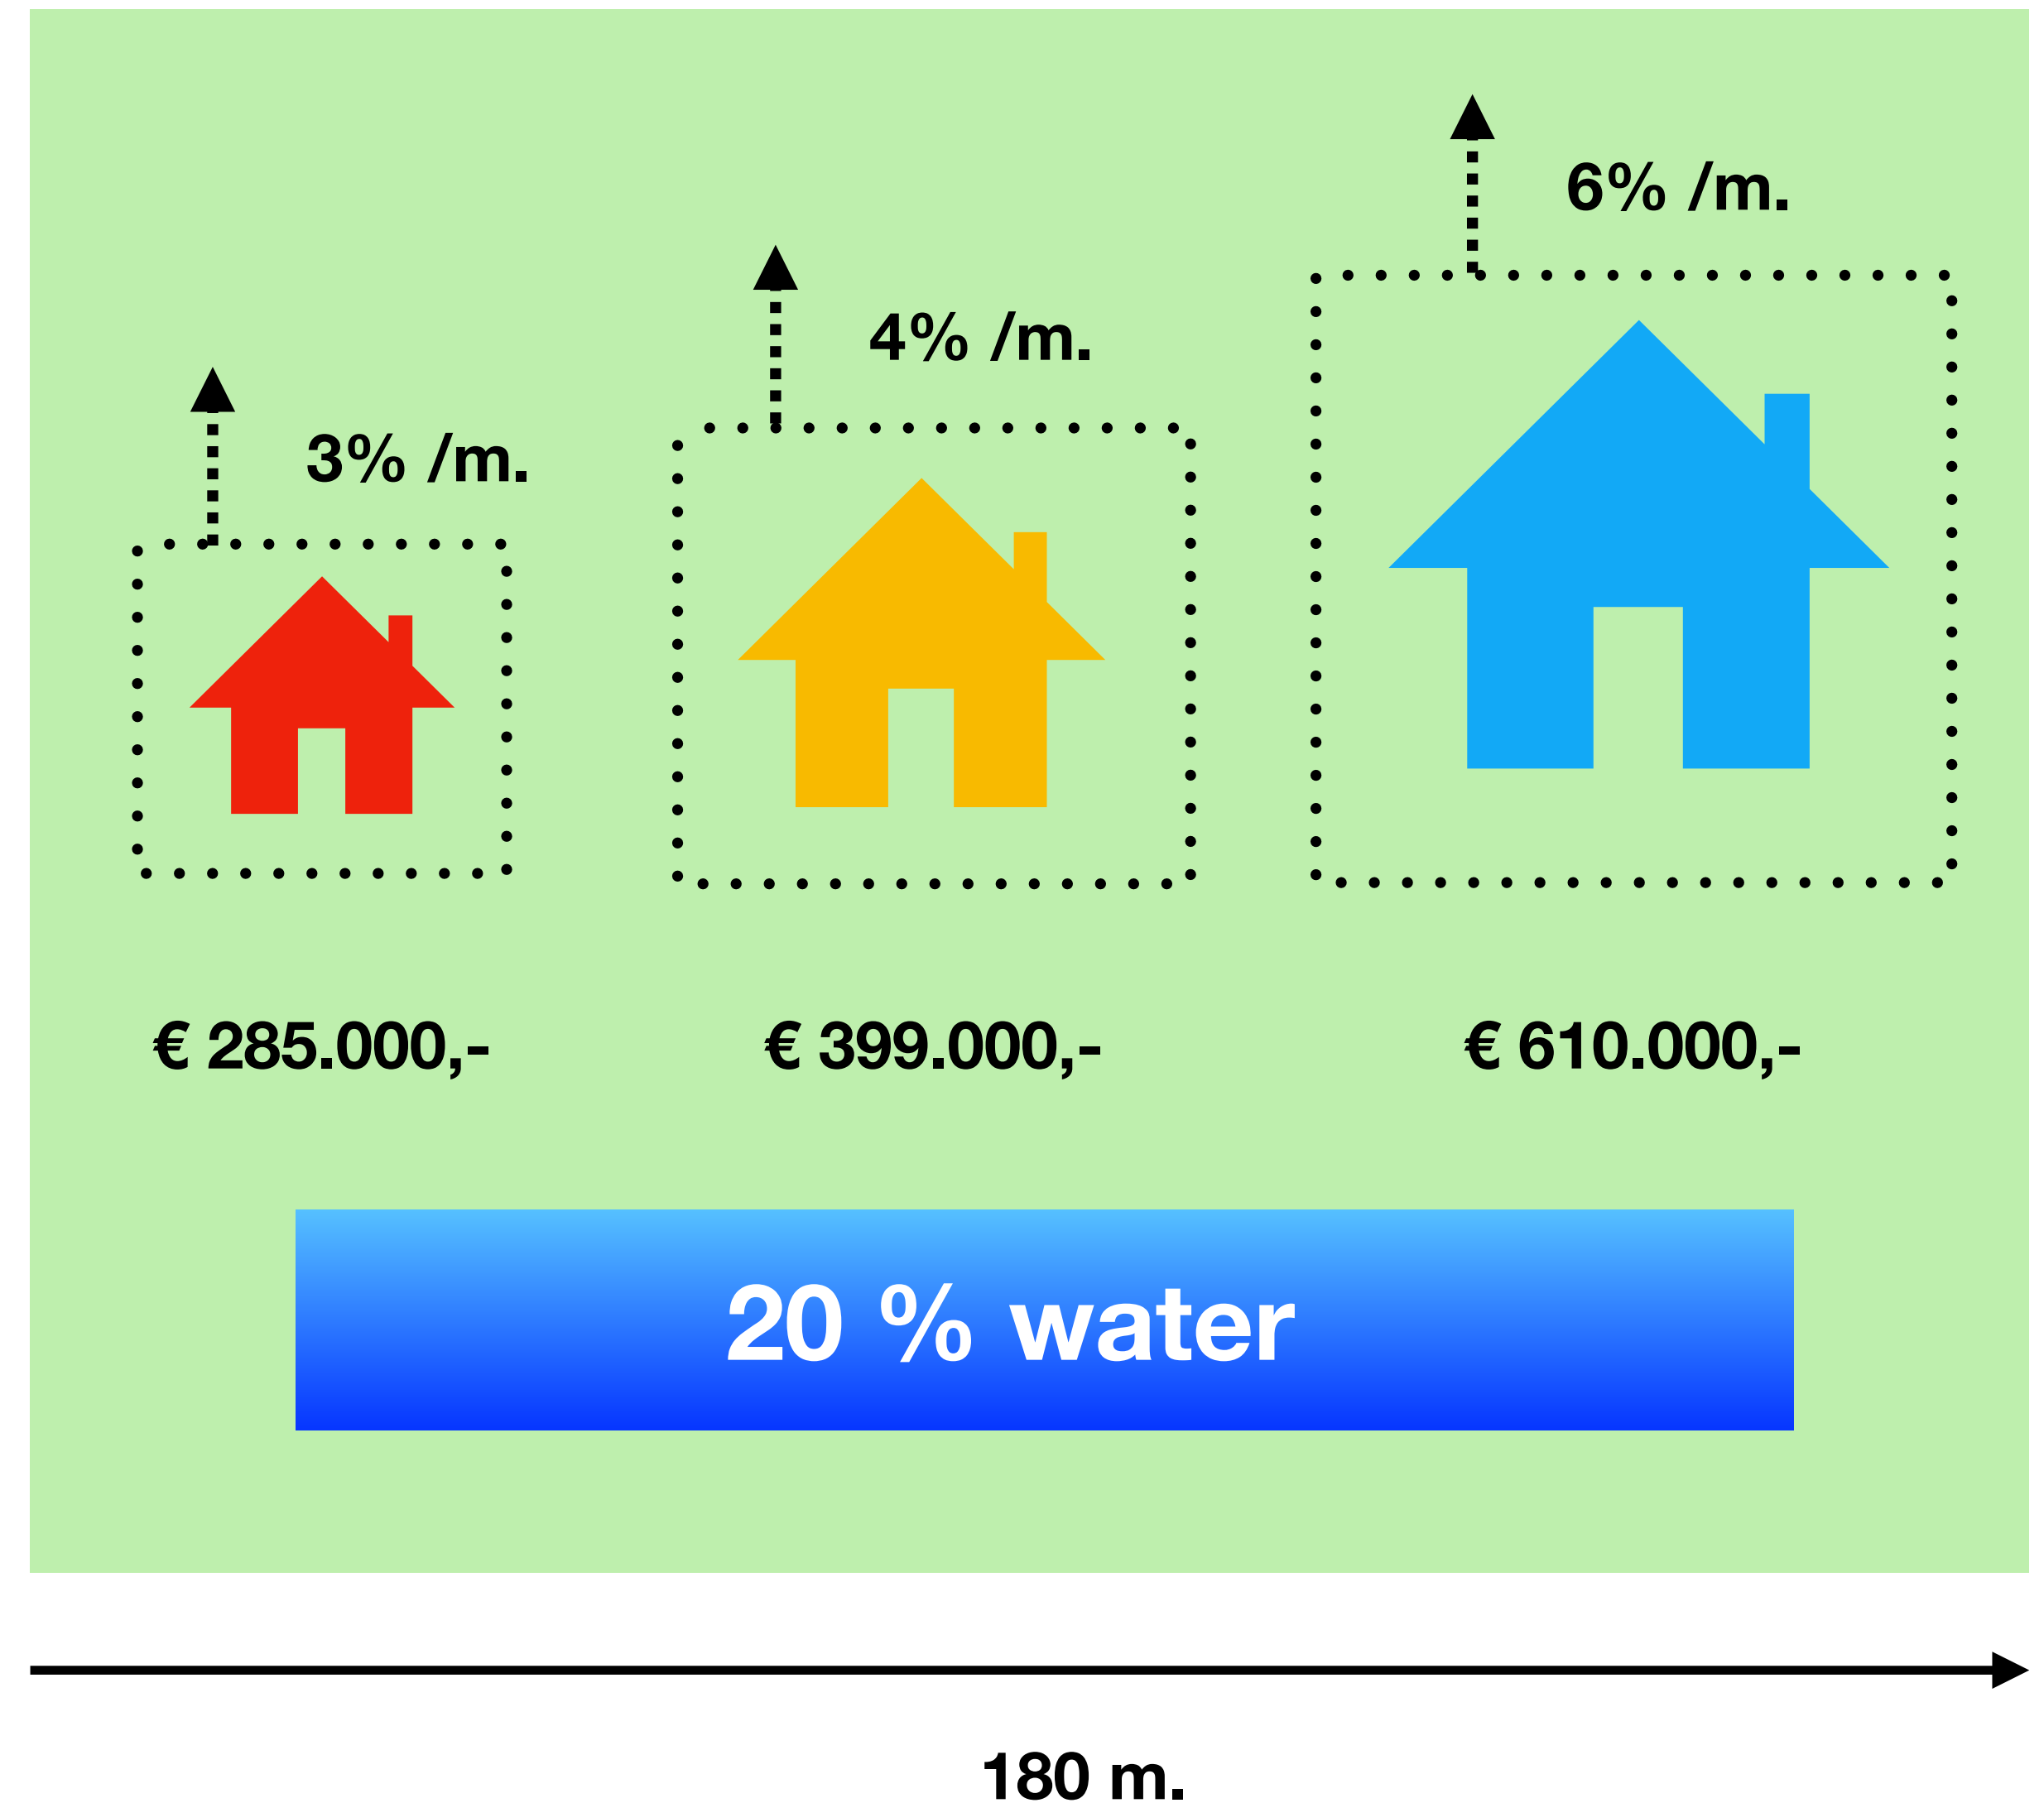 6% /m.
4% /m.
3% /m.
€ 285.000,- € 399.000,- € 610.000,-
20 % water
180 m.